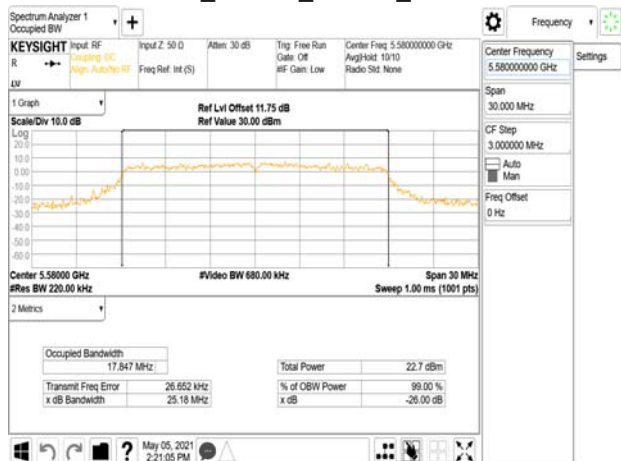 Spectrum Analyzer 1
Occupied BW
KEYSIGHT
R
Input: RF
Coupling: DC
Align: Auto/No RF
Input Z: 50 Ω
Freq Ref: Int (S)
Atten: 30 dB
Trig: Free Run
Gate: Off
#IF Gain: Low
Center Freq: 5.580000000 GHz
Avg|Hold: 10/10
Radio Std: None
Frequency
Settings
Center Frequency
5.580000000 GHz
Span
30.000 MHz
CF Step
3.000000 MHz
Auto
Man
Freq Offset
0 Hz
1 Graph
Scale/Div 10.0 dB
Ref Lvl Offset 11.75 dB
Ref Value 30.00 dBm
Log
20.0
10.0
0.00
-10.0
-20.0
-30.0
-40.0
-50.0
-60.0
Center 5.58000 GHz
#Res BW 220.00 kHz
#Video BW 680.00 kHz
Span 30 MHz
Sweep 1.00 ms (1001 pts)
2 Metrics
Occupied Bandwidth
17.847 MHz
Transmit Freq Error 26.652 kHz
x dB Bandwidth 25.18 MHz
Total Power 22.7 dBm
% of OBW Power 99.00 %
x dB -26.00 dB
May 05, 2021
2:21:05 PM